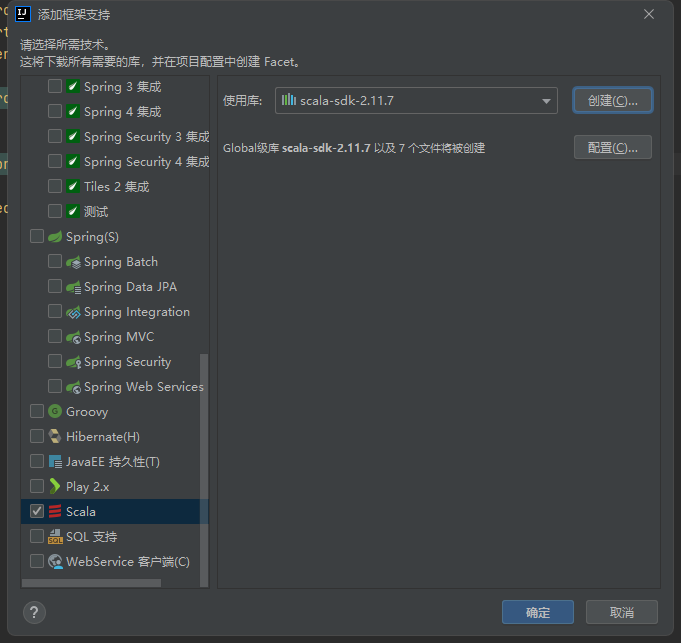 添加框架支持
请选择所需技术。
这将下载所有需要的库，并在项目配置中创建 Facet。
Spring 3 集成
Spring 4 集成
Spring Security 3 集成
Spring Security 4 集成
Tiles 2 集成
测试
Spring(S)
Spring Batch
Spring Data JPA
Spring Integration
Spring MVC
Spring Security
Spring Web Services
Groovy
Hibernate(H)
JavaEE 持久性(T)
Play 2.x
Scala
SQL 支持
WebService 客户端(C)
使用库:
scala-sdk-2.11.7
创建(C)...
Global级库 scala-sdk-2.11.7 以及 7 个文件将被创建
配置(C)...
?
确定
取消